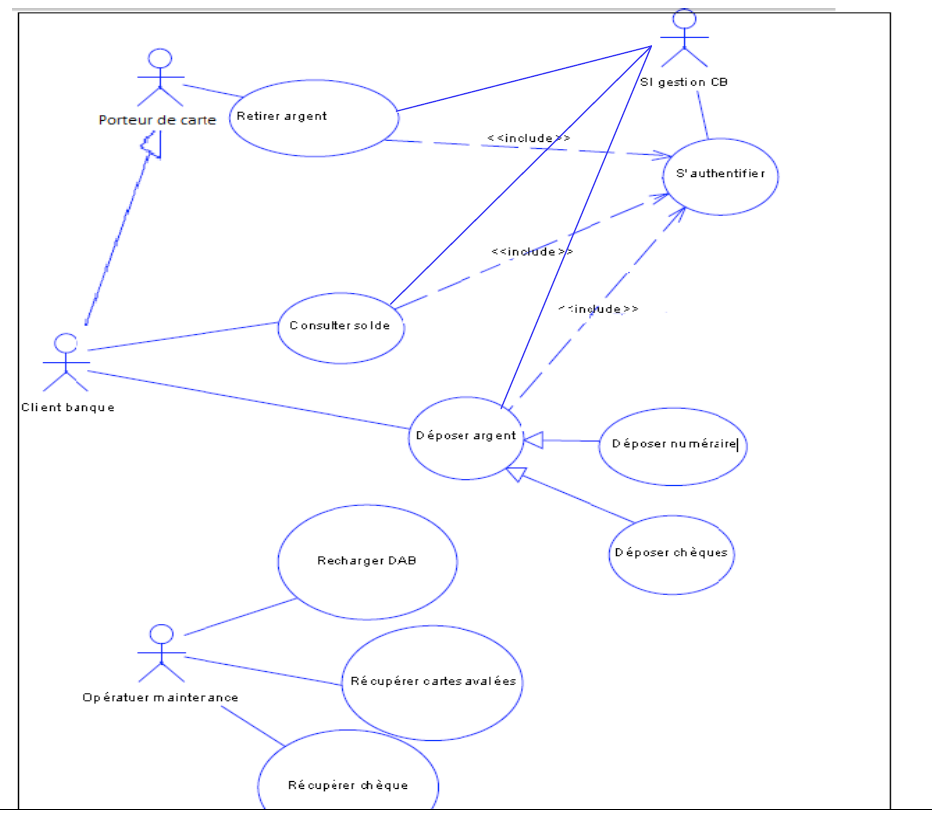 SI gestion CB
Porteur de carte
Retirer argent
<<include>>
S'authentifier
<<include>>
<<include>>
Consulter solde
Client banque
Déposer argent
Déposer numéraire
Déposer chèques
Recharger DAB
Récupérer cartes avalées
Opératuer mainterance
Récupérer chèque